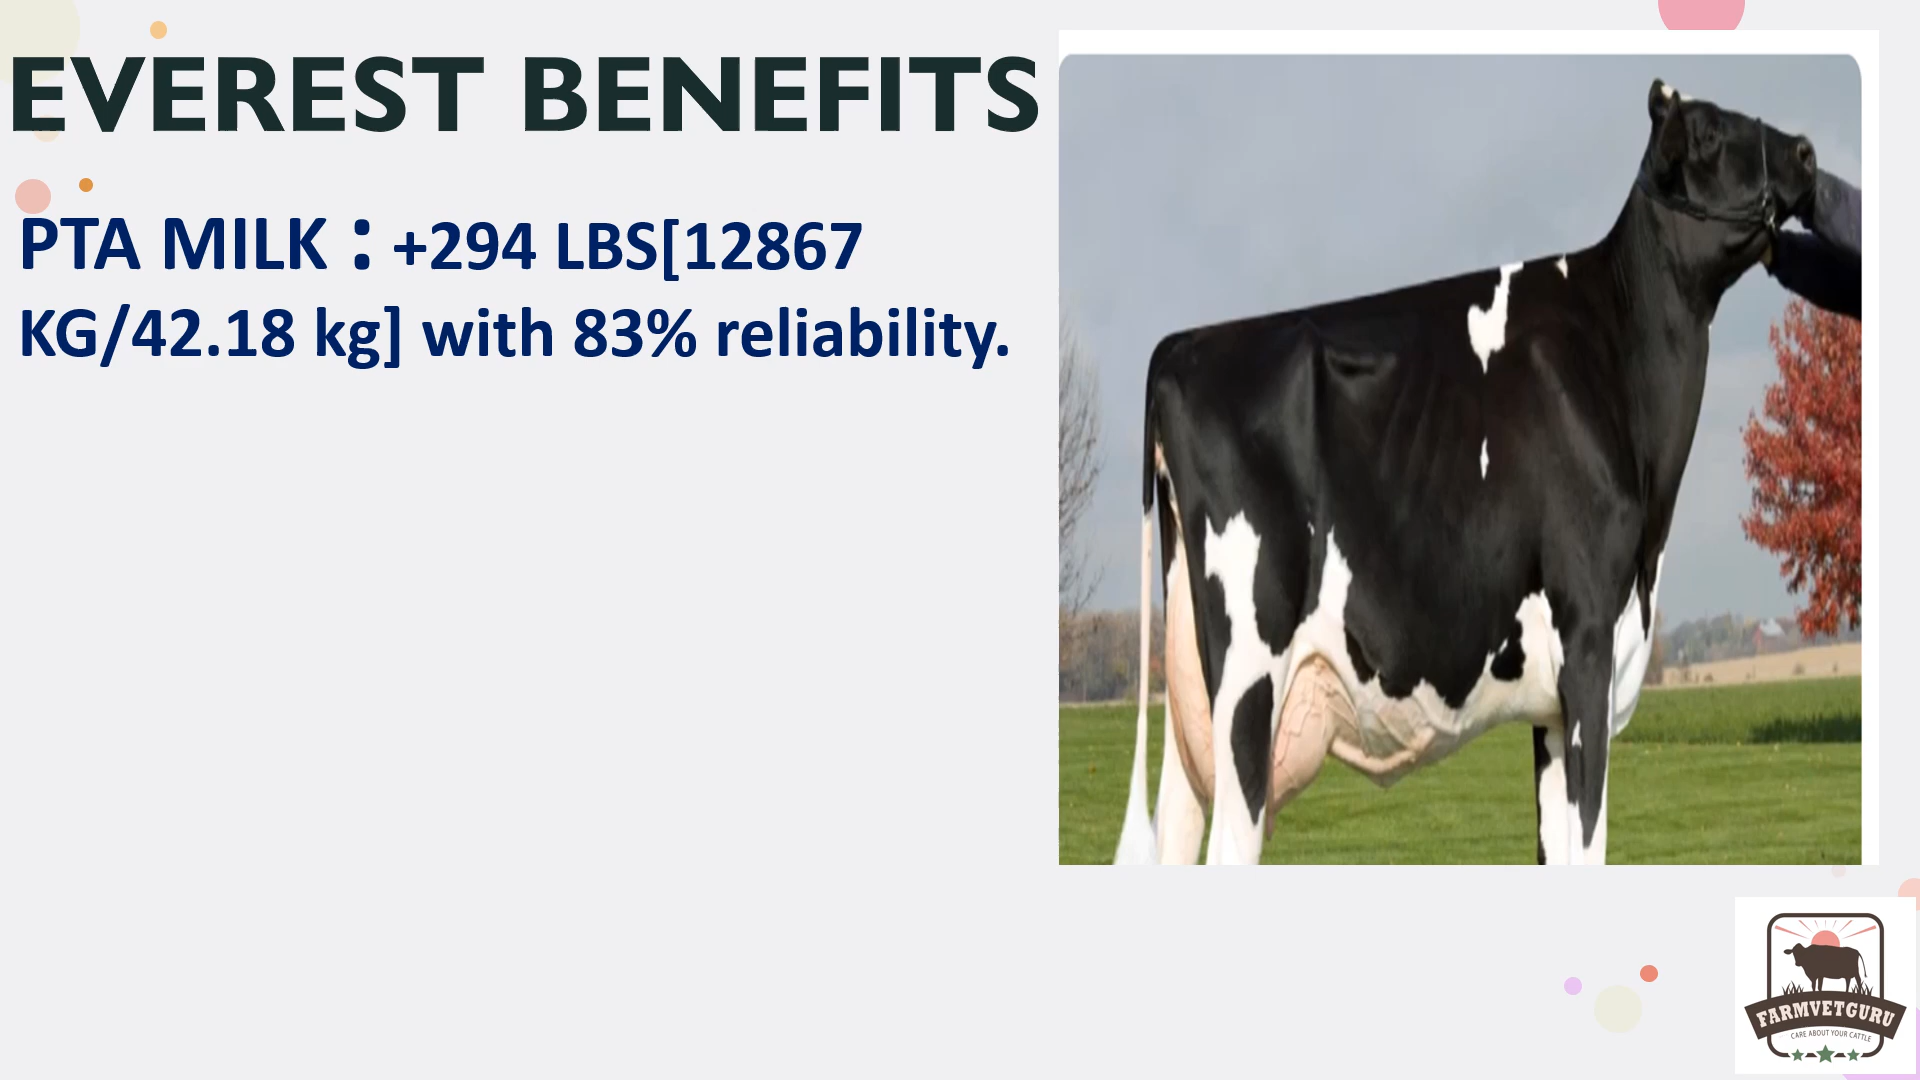 EVEREST BENEFITS
PTA MILK : +294 LBS[12867
KG/42.18 kg] with 83% reliability.
FARMVETGURU
CARE ABOUT YOUR CATTLE